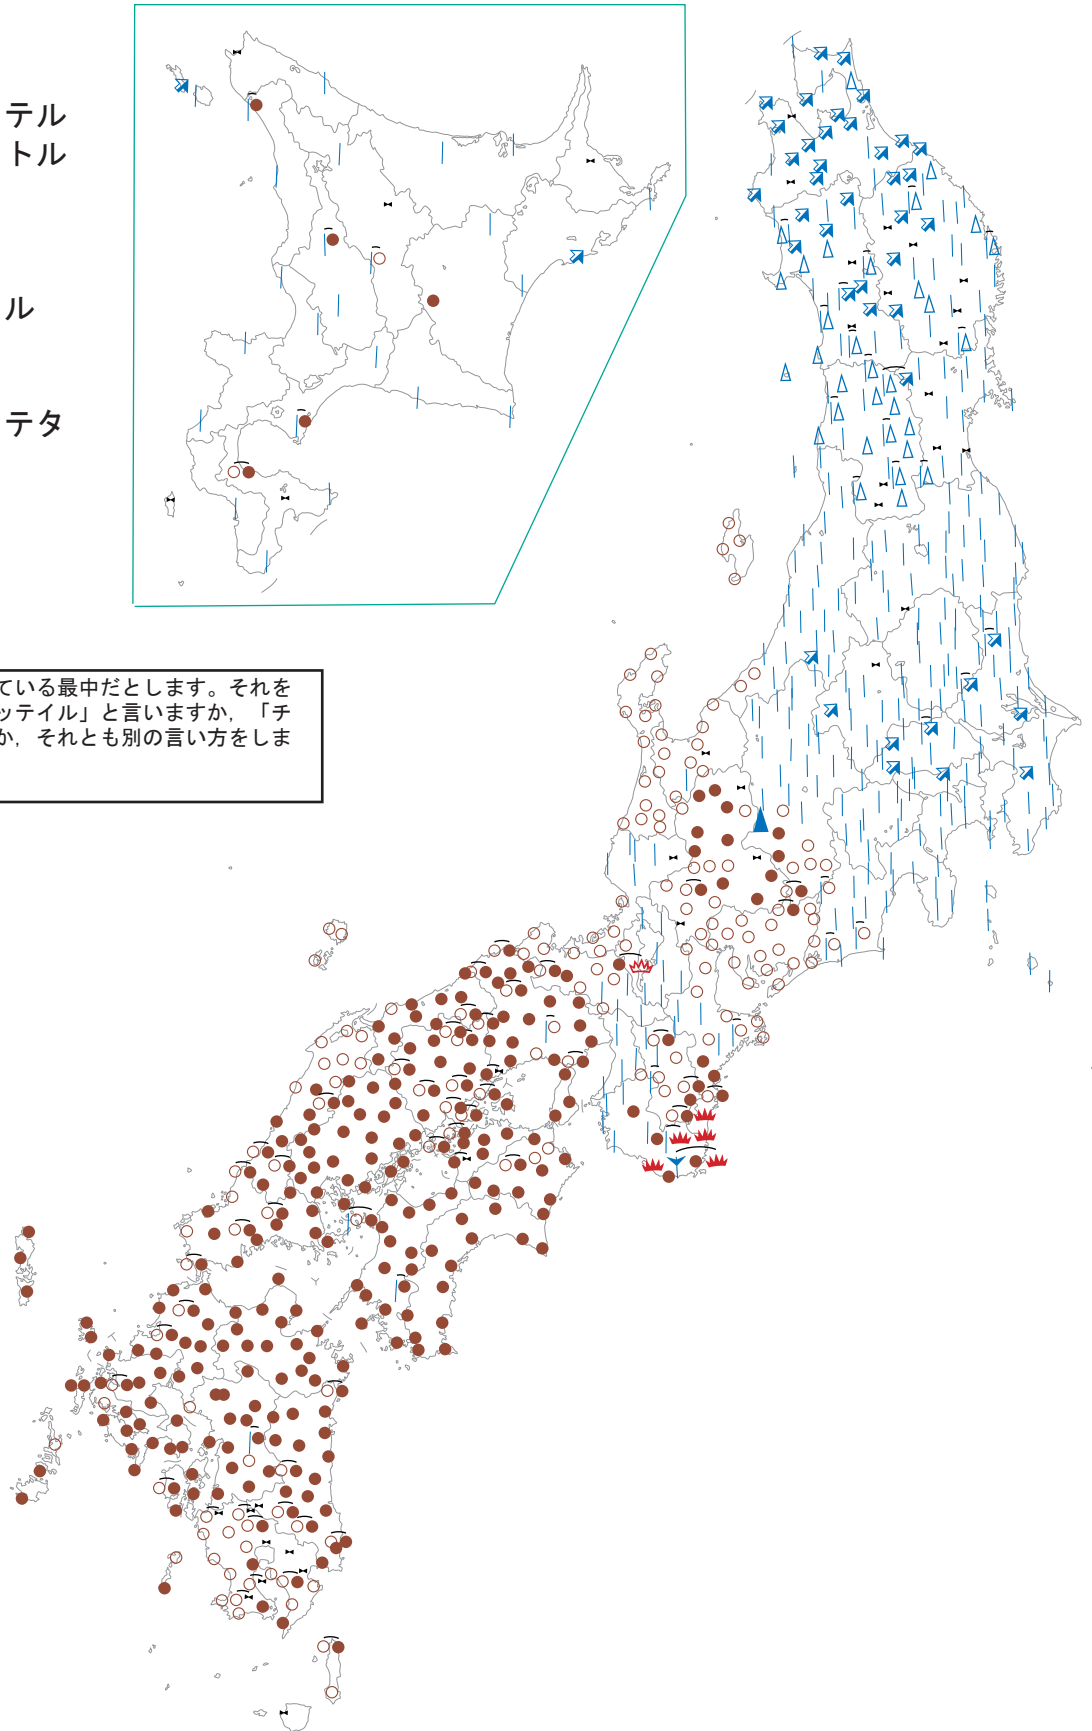 テル
トル
ル
テタ
ている最中だとします。それを
ッテイル」と言いますか，「チ
か，それとも別の言い方をしま